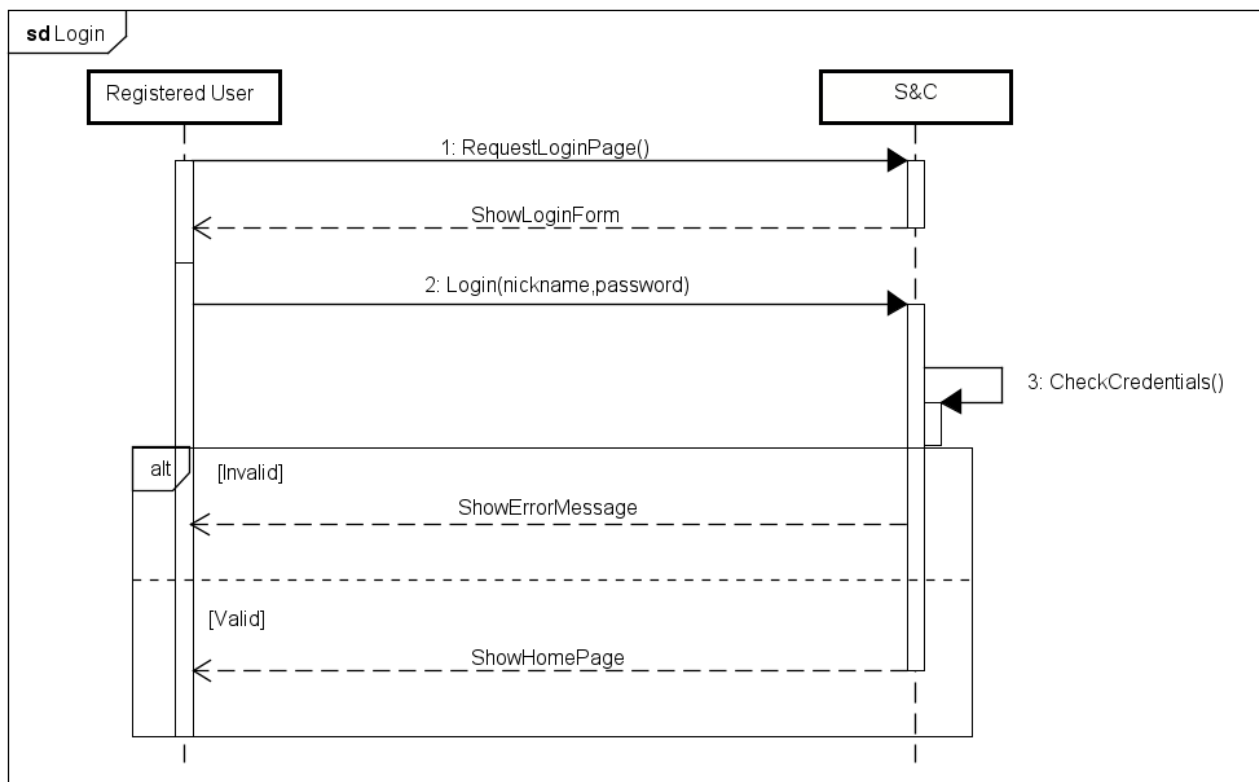 sd Login
Registered User
S&C
1: RequestLoginPage()
ShowLoginForm
2: Login(nickname,password)
3: CheckCredentials()
alt
[Invalid]
ShowErrorMessage
[Valid]
ShowHomePage